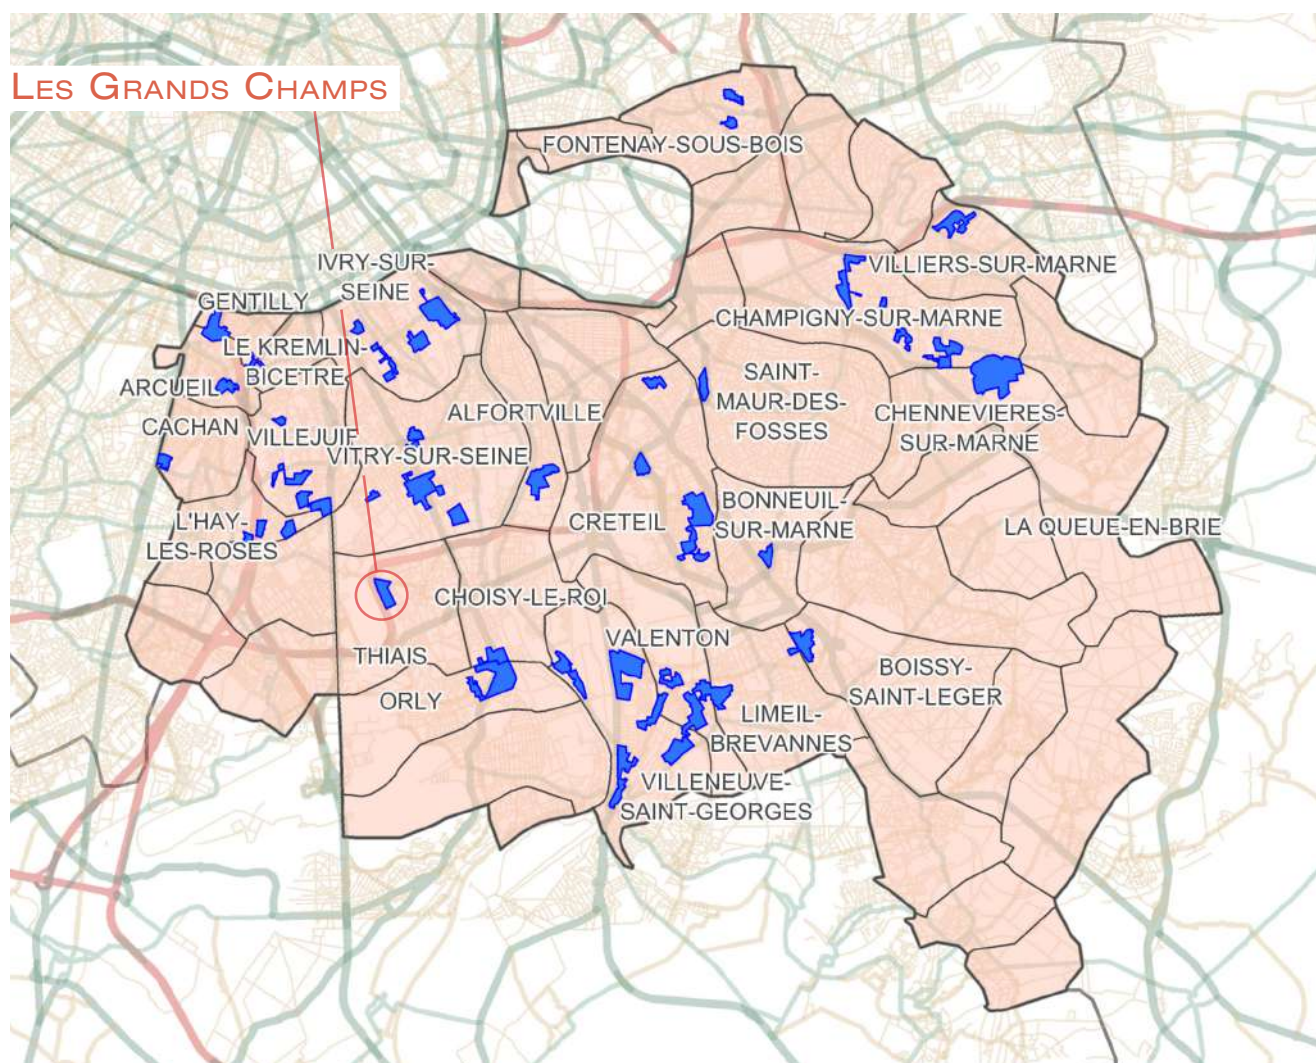 LES GRANDS CHAMPS
FONTENAY-SOUS-BOIS
IVRY-SUR-
SEINE
VILLIERS-SUR-MARNE
GENTILLY
CHAMPIGNY-SUR-MARNE
LE KREMLIN-
BICETRE
ARCUEIL
SAINT-
MAUR-DES-
FOSSES
ALFORTVILLE
CHENNEVIERES-
SUR-MARNE
CACHAN
VILLEJUIF
VITRY-SUR-SEINE
L'HAY-
LES-ROSES
CRETEIL
BONNEUIL-
SUR-MARNE
LA QUEUE-EN-BRIE
CHOISY-LE-ROI
THIAIS
VALENTON
BOISSY-
SAINT-LEGER
ORLY
LIMEIL-
BREVANNES
VILLENEUVE-
SAINT-GEORGES